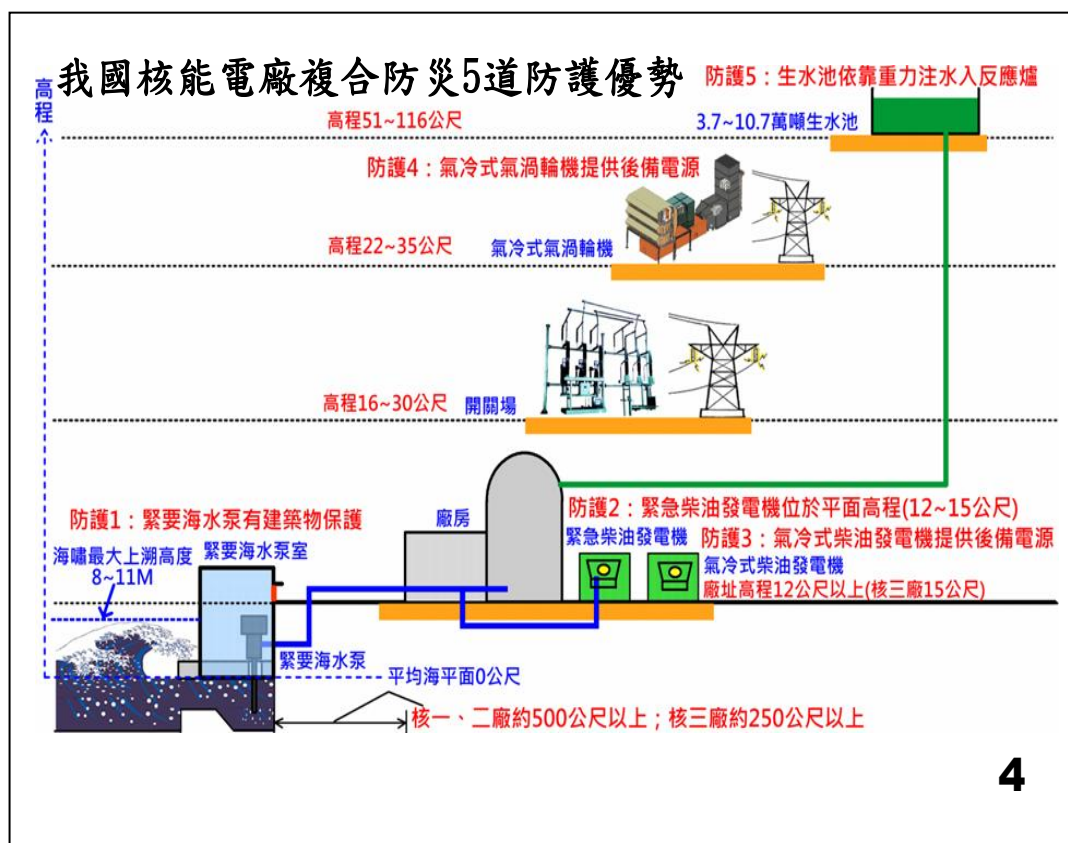 我國核能電廠複合防災5道防護優勢
高程
防護5：生水池依靠重力注水入反應爐
高程51~116公尺
3.7~10.7萬噸生水池
防護4：氣冷式氣渦輪機提供後備電源
高程22~35公尺
氣冷式氣渦輪機
高程16~30公尺
開關場
防護1：緊要海水泵有建築物保護
廠房
防護2：緊急柴油發電機位於平面高程(12~15公尺)
海嘯最大上溯高度
8~11M
緊要海水泵室
緊急柴油發電機
防護3：氣冷式柴油發電機提供後備電源
氣冷式柴油發電機
廠址高程12公尺以上(核三廠15公尺)
緊要海水泵
平均海平面0公尺
核一、二廠約500公尺以上；核三廠約250公尺以上
4